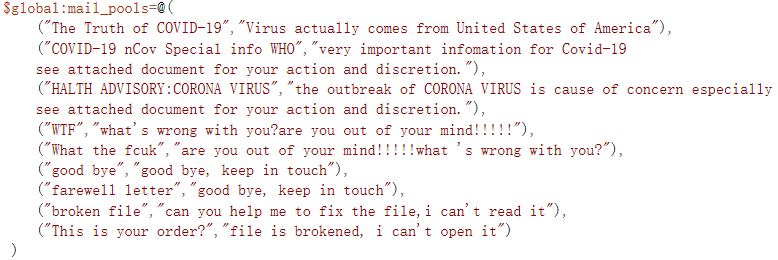 $global:mail_pools=@(
("The Truth of COVID-19","Virus actually comes from United States of America"),
("COVID-19 nCov Special info WHO","very important infomation for Covid-19
see attached document for your action and discretion."),
("HALTH ADVISORY:CORONA VIRUS","the outbreak of CORONA VIRUS is cause of concern especially
see attached document for your action and discretion."),
("WTF","what's wrong with you?are you out of your mind!!!!!"),
("What the fcuk","are you out of your mind!!!!!what 's wrong with you?"),
("good bye","good bye, keep in touch"),
("farewell letter","good bye, keep in touch"),
("broken file","can you help me to fix the file,i can't read it"),
("This is your order?","file is brokened, i can't open it")
)